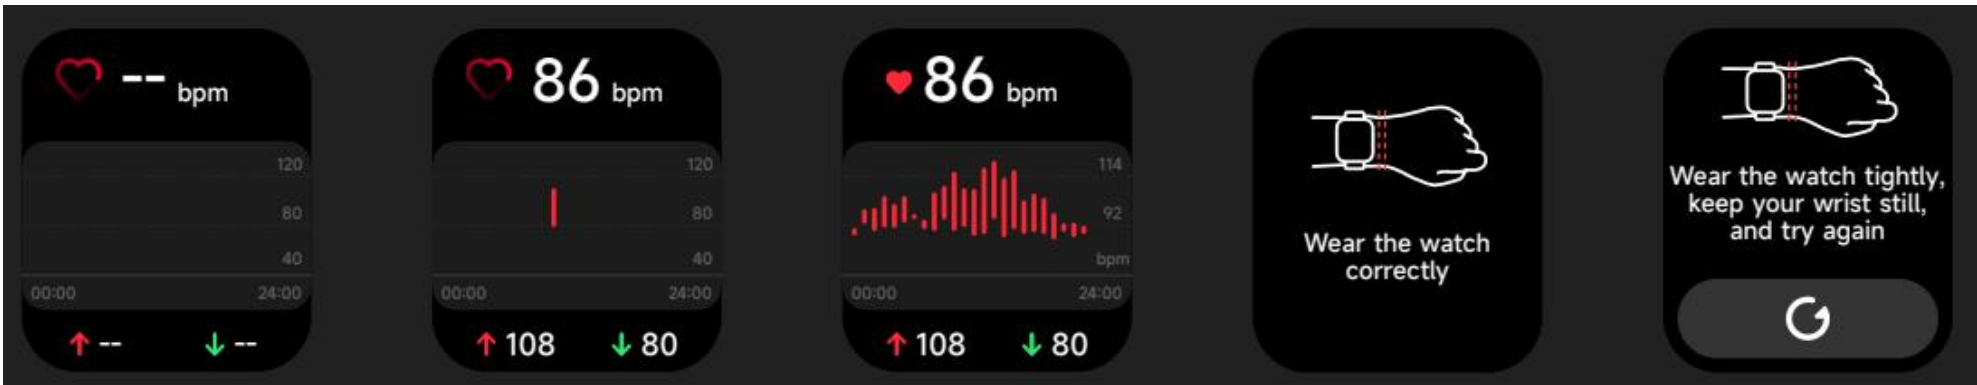 -- bpm
120
80
40
00:00 24:00
↑ -- ↓ --
86 bpm
120
80
40
00:00 24:00
↑ 108 ↓ 80
86 bpm
114
92
bpm
00:00 24:00
↑ 108 ↓ 80
Wear the watch
correctly
Wear the watch tightly,
keep your wrist still,
and try again